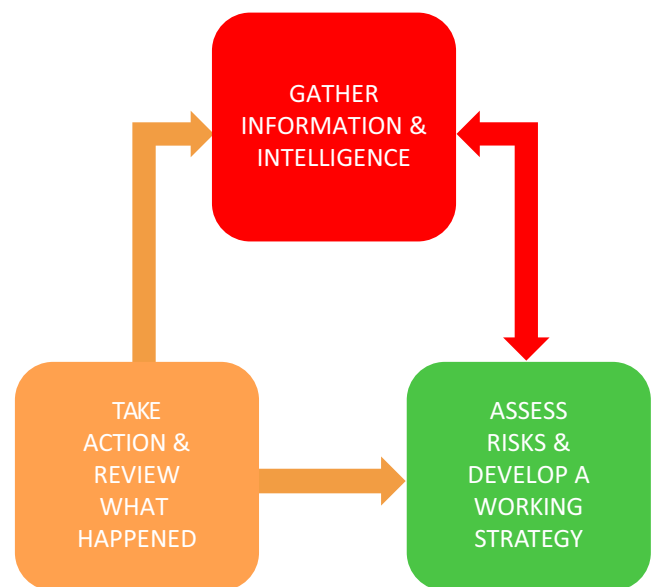 GATHER
INFORMATION &
INTELLIGENCE
TAKE
ACTION &
REVIEW
WHAT
HAPPENED
ASSESS
RISKS &
DEVELOP A
WORKING
STRATEGY